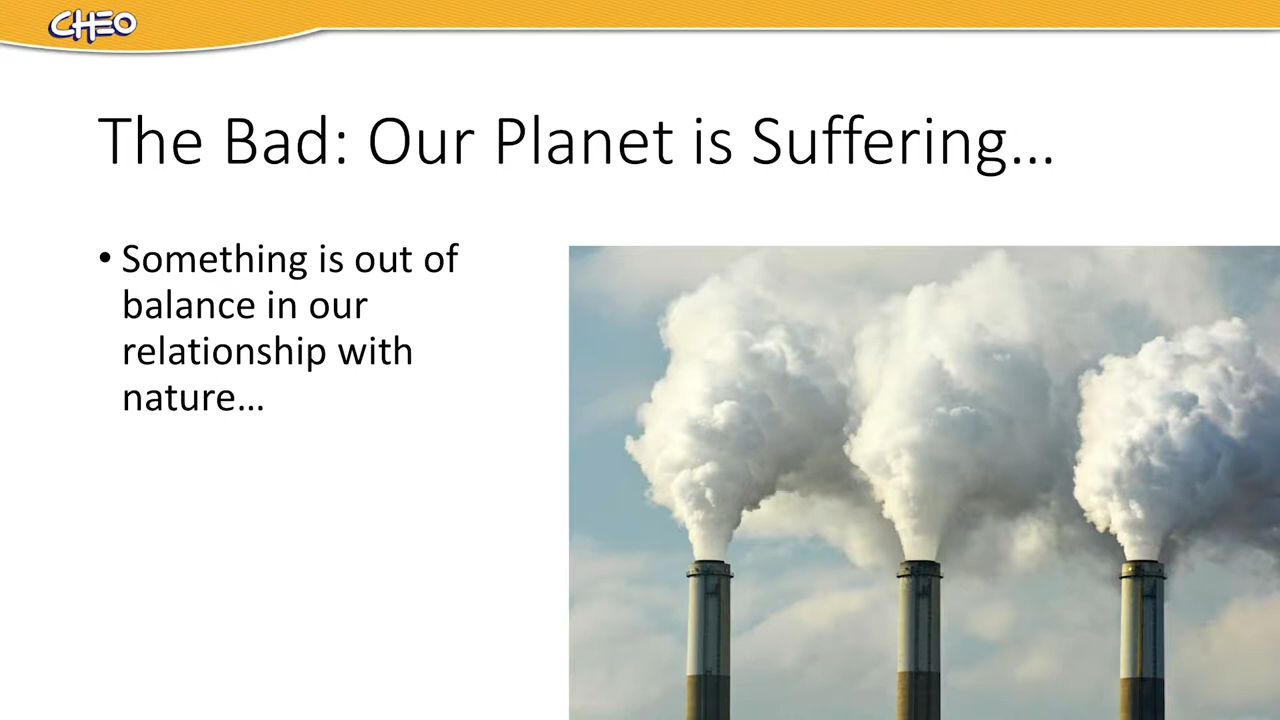 CHEO
The Bad: Our Planet is Suffering...
• Something is out of
balance in our
relationship with
nature...